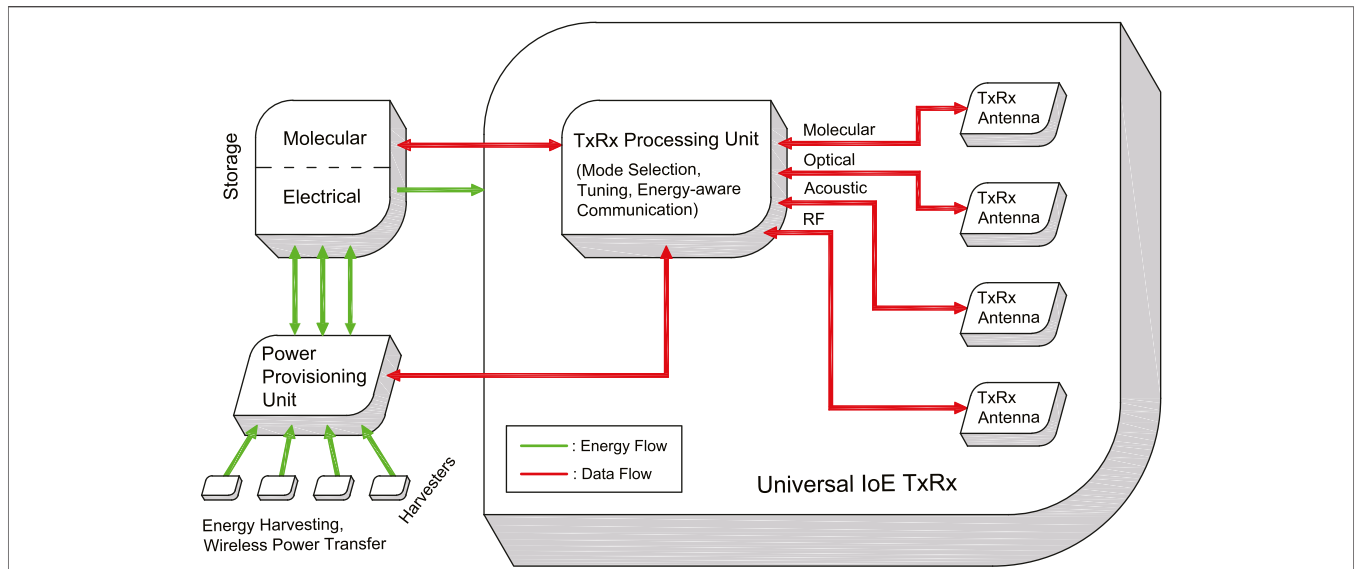 Storage
Molecular
Electrical
TxRx Processing Unit
(Mode Selection,
Tuning, Energy-aware
Communication)
Molecular
Optical
Acoustic
RF
TxRx
Antenna
TxRx
Antenna
TxRx
Antenna
TxRx
Antenna
Power
Provisioning
Unit
Harvesters
Energy Harvesting,
Wireless Power Transfer
: Energy Flow
: Data Flow
Universal IoE TxRx